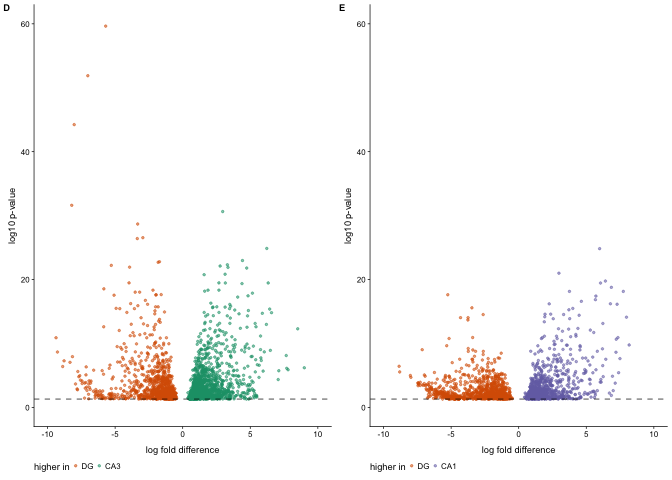 D
60
40
20
0
log10 p-value
-10 -5 0 5 10
log fold difference
higher in DG CA3
E
60
40
20
0
log10 p-value
-10 -5 0 5 10
log fold difference
higher in DG CA1